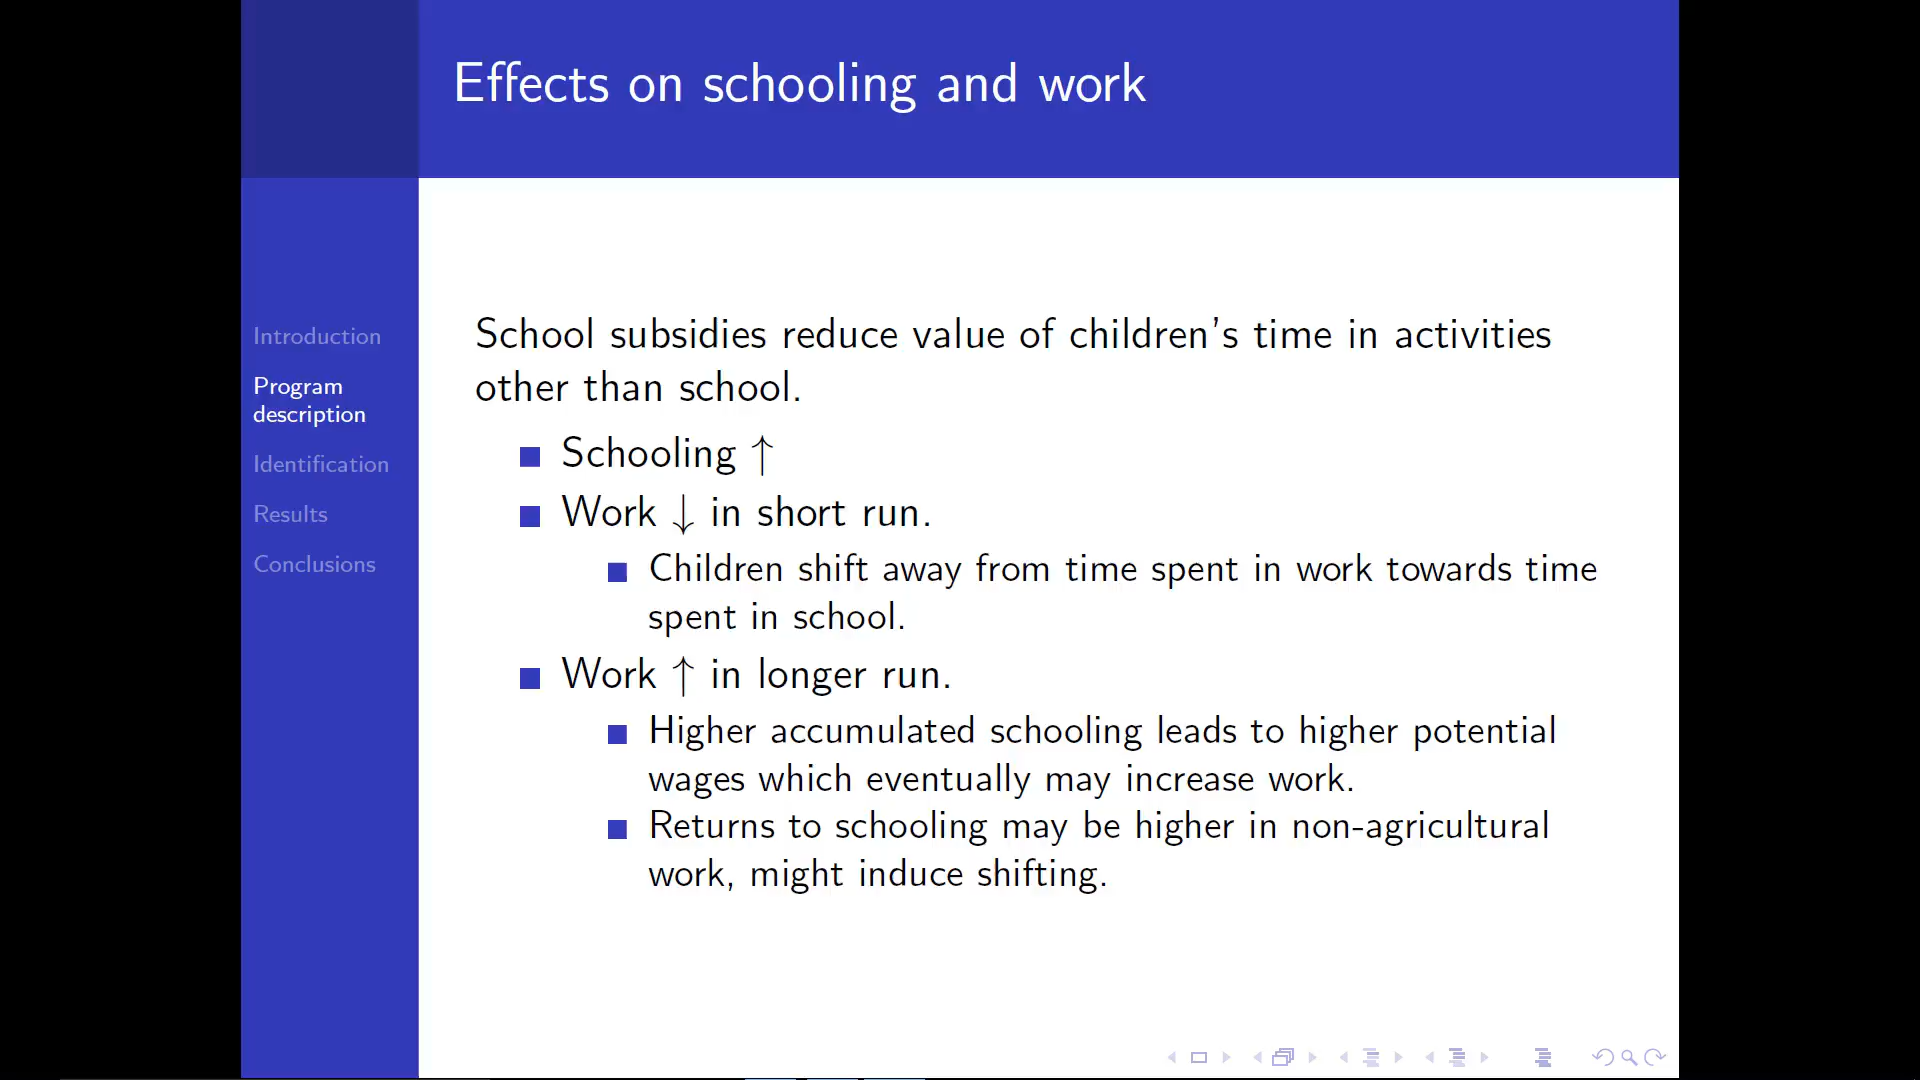 Effects on schooling and work
Introduction
Program
description
Identification
Results
Conclusions
School subsidies reduce value of children's time in activities
other than school.
Schooling ↑
Work ↓ in short run.
Children shift away from time spent in work towards time
spent in school.
Work ↑ in longer run.
Higher accumulated schooling leads to higher potential
wages which eventually may increase work.
Returns to schooling may be higher in non-agricultural
work, might induce shifting.